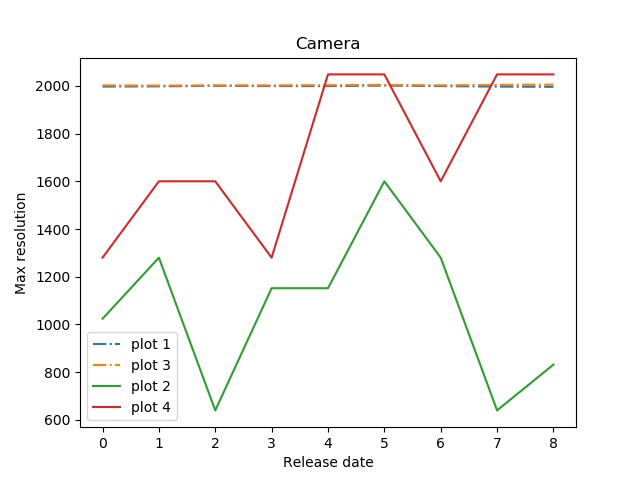 Camera
Max resolution
2000
1800
1600
1400
1200
1000
800
600
plot 1
plot 3
plot 2
plot 4
0 1 2 3 4 5 6 7 8
Release date